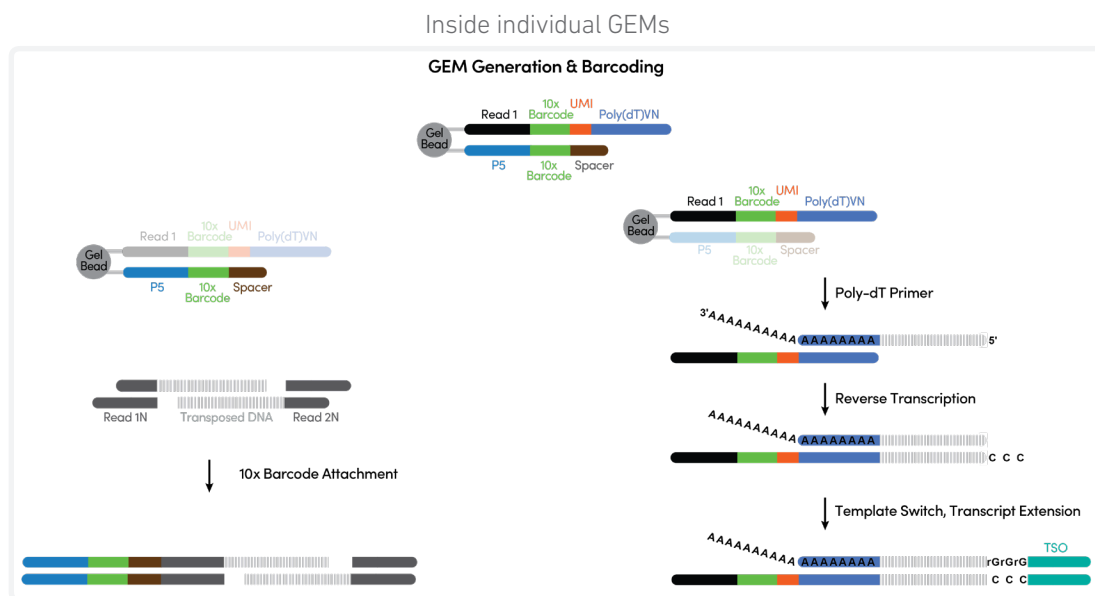 Inside individual GEMs
GEM Generation & Barcoding
10x
Barcode
UMI
Read 1
Poly(dT)VN
Gel
Bead
P5
10x
Barcode
Spacer
10x
Barcode
UMI
Read 1
Poly(dT)VN
Gel
Bead
P5
10x
Barcode
Spacer
10x
Barcode
UMI
Read 1
Poly(dT)VN
Gel
Bead
P5
10x
Barcode
Spacer
Poly-dT Primer
3'AAAAAAAAAA
AAAAAAAA
5'
Read 1N
Transposed DNA
Read 2N
Reverse Transcription
AAAAAAAAAA
AAAAAAAA
C C C
10x Barcode Attachment
Template Switch, Transcript Extension
AAAAAAAAAA
AAAAAAAA
rGrGrG
TSO
C C C